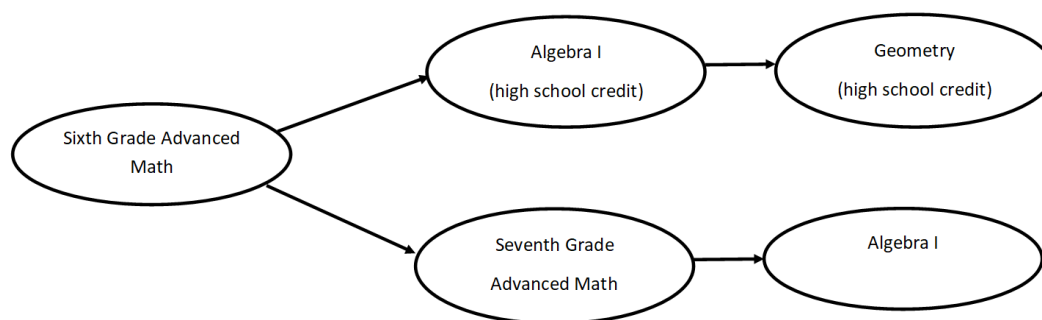 Sixth Grade Advanced
Math
Algebra I
(high school credit)
Geometry
(high school credit)
Seventh Grade
Advanced Math
Algebra I